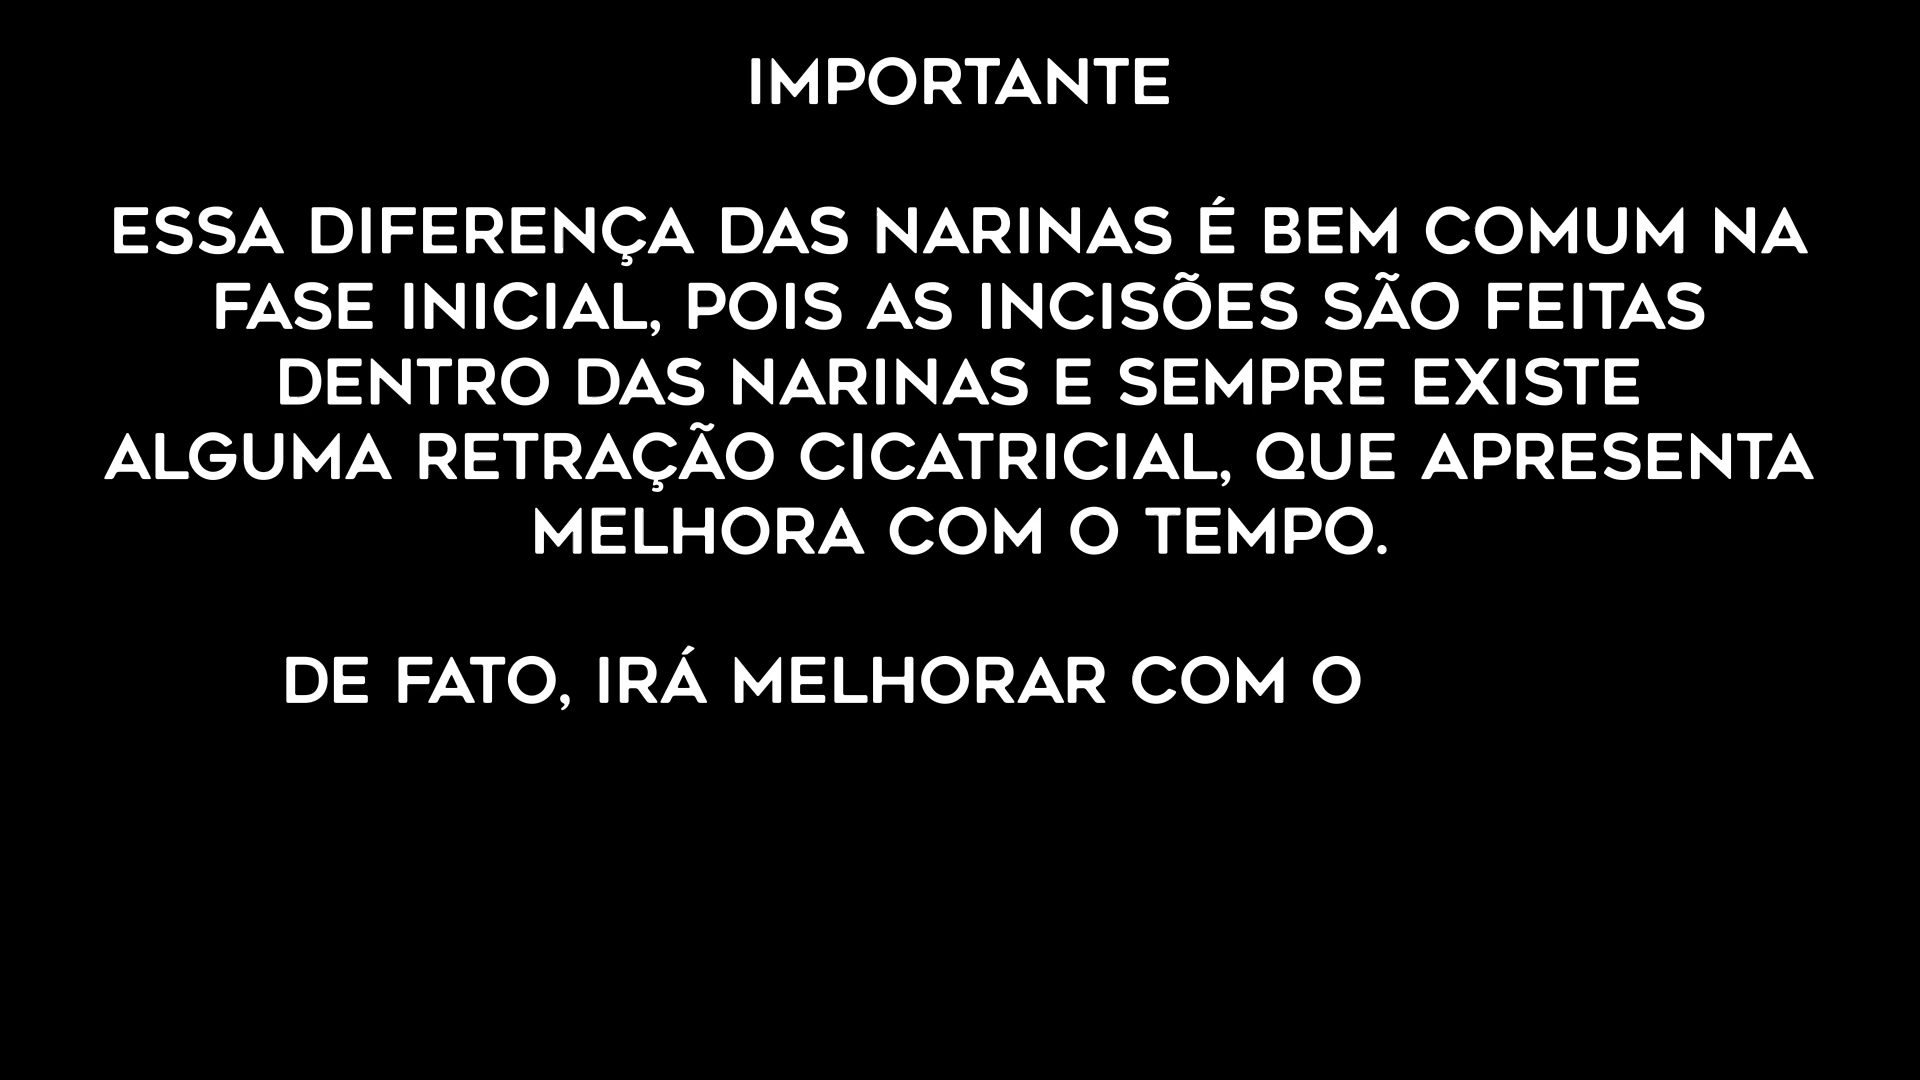 IMPORTANTE
ESSA DIFERENÇA DAS NARINAS É BEM COMUM NA
FASE INICIAL, POIS AS INCISÕES SÃO FEITAS
DENTRO DAS NARINAS E SEMPRE EXISTE
ALGUMA RETRAÇÃO CICATRICIAL, QUE APRESENTA
MELHORA COM O TEMPO.
DE FATO, IRÁ MELHORAR COM O